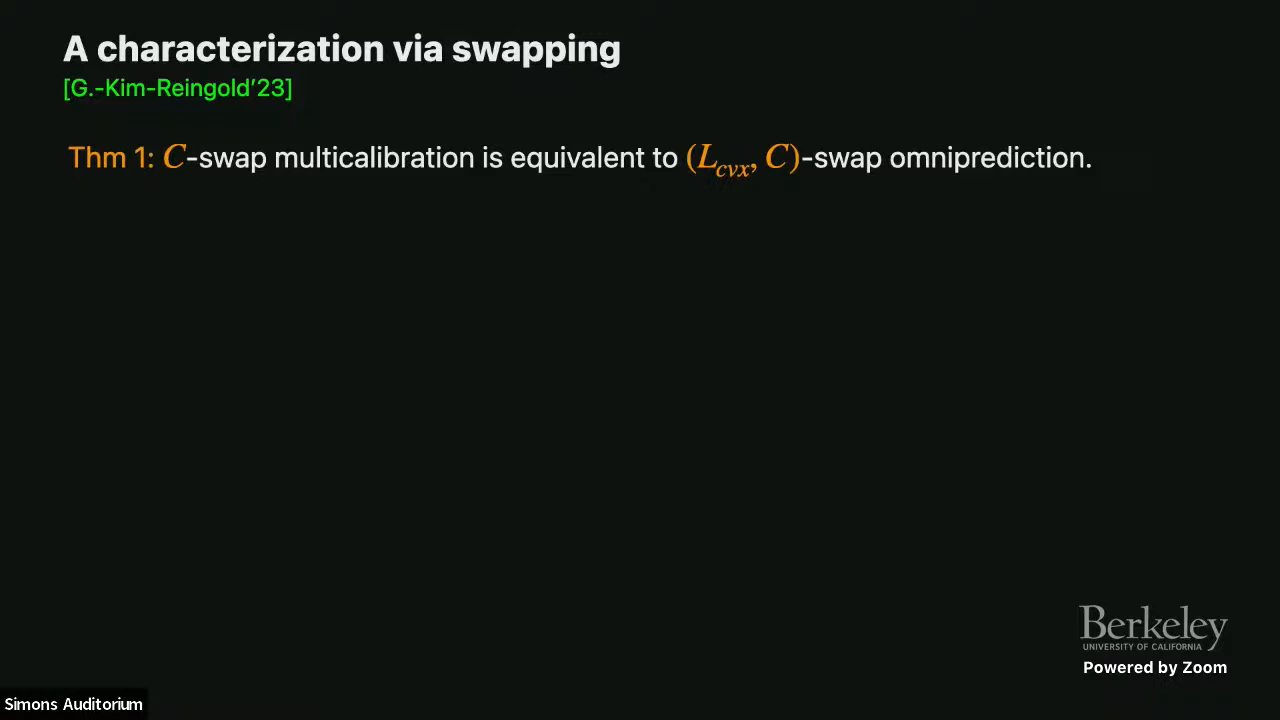 A characterization via swapping
[G.-Kim-Reingold’23]
Thm 1: C-swap multicalibration is equivalent to (L_cvx, C)-swap omniprediction.
Berkeley
UNIVERSITY OF CALIFORNIA
Powered by Zoom
Simons Auditorium